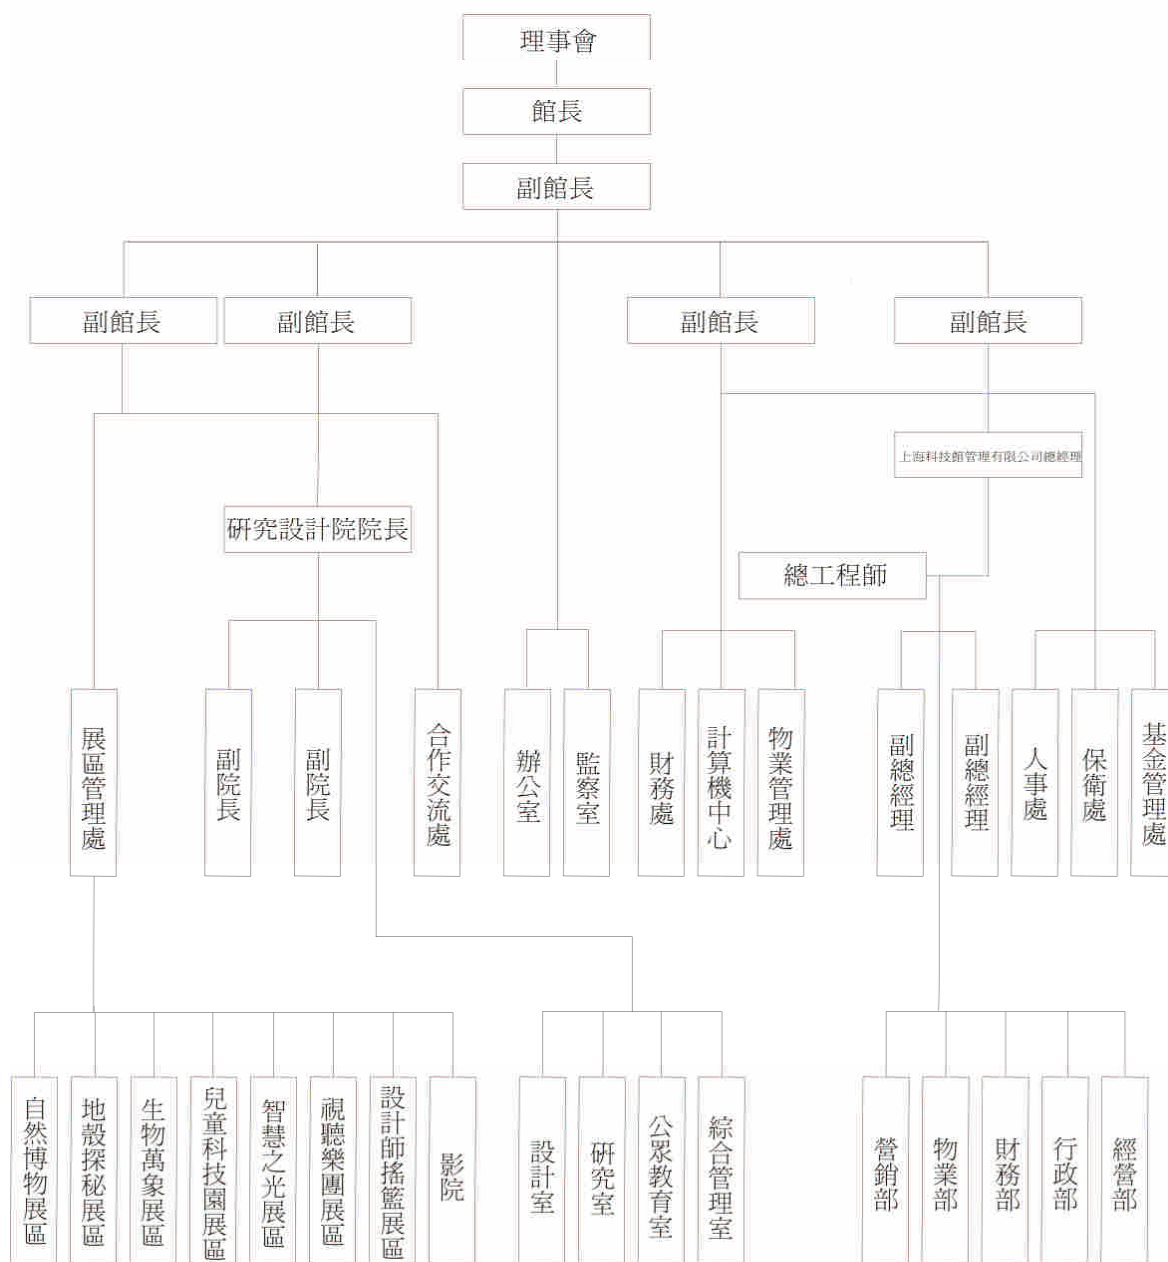 理事會
館長
副館長
副館長
副館長
副館長
副館長
上海科技館管理有限公司總經理
研究設計院院長
總工程師
展區管理處
副院長
副院長
合作交流處
辦公室
監察室
財務處
計算機中心
物業管理處
副總經理
副總經理
人事處
保衛處
基金管理處
自然博物展區
地殼探秘展區
生物萬象展區
兒童科技園展區
智慧之光展區
視聽樂團展區
設計師搖籃展區
影院
設計室
研究室
公眾教育室
綜合管理室
營銷部
物業部
財務部
行政部
經營部